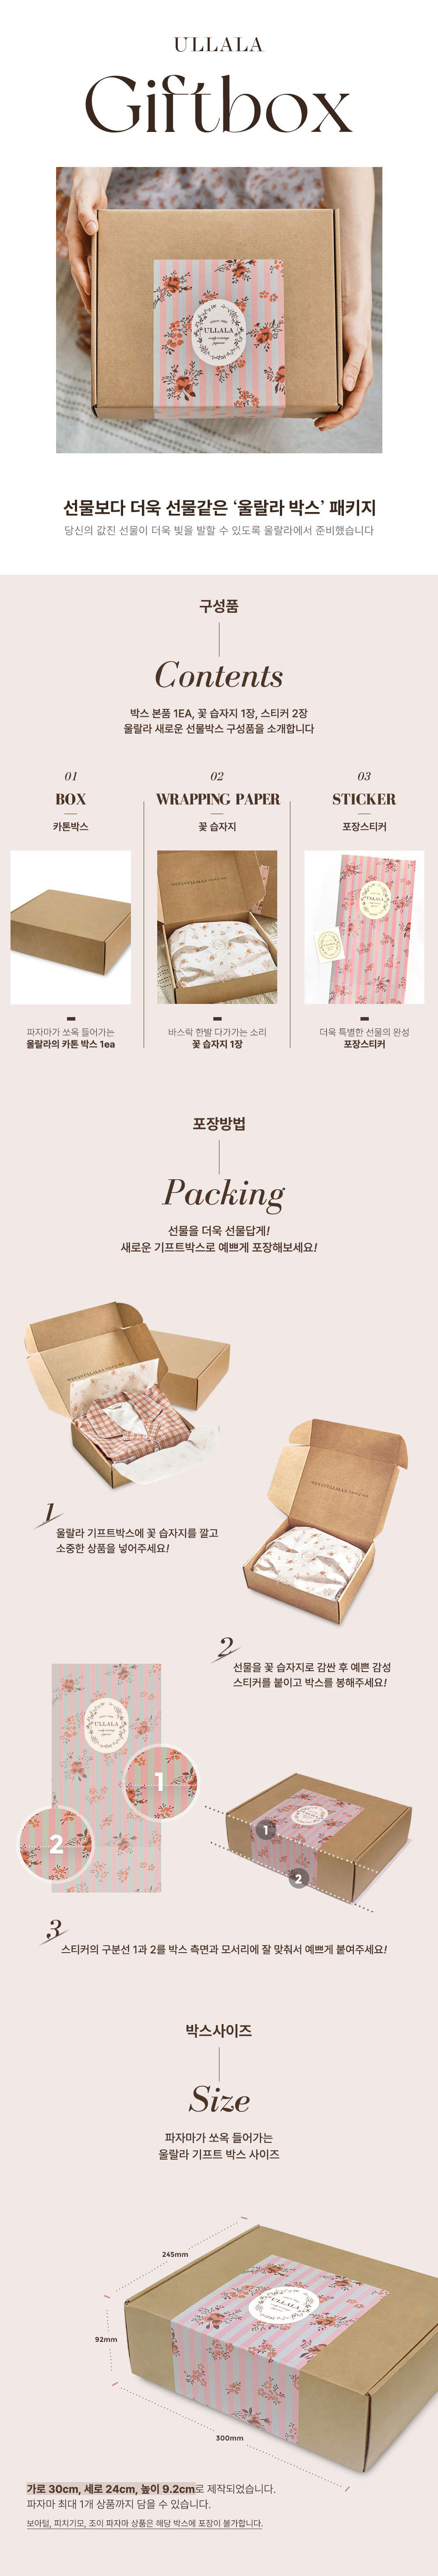 ULLALA
Giftbox
ULLALA
선물보다 더욱 선물같은 ‘울랄라 박스’ 패키지
당신의 값진 선물이 더욱 빛을 발할 수 있도록 울랄라에서 준비했습니다
구성품
Contents
박스 본품 1EA, 꽃 습자지 1장, 스티커 2장
울랄라 새로운 선물박스 구성품을 소개합니다
01
BOX
카톤박스
파자마가 쏘옥 들어가는
울랄라의 카톤 박스 1ea
02
WRAPPING PAPER
꽃 습자지
바스락 한발 다가가는 소리
꽃 습자지 1장
03
STICKER
포장스티커
ULLALA
더욱 특별한 선물의 완성
포장스티커
포장방법
Packing
선물을 더욱 선물답게!
새로운 기프트박스로 예쁘게 포장해보세요!
1
울랄라 기프트박스에 꽃 습자지를 깔고
소중한 상품을 넣어주세요!
2
선물을 꽃 습자지로 감싼 후 예쁜 감성
스티커를 붙이고 박스를 봉해주세요!
ULLALA
1
2
1
2
3
스티커의 구분선 1과 2를 박스 측면과 모서리에 잘 맞춰서 예쁘게 붙여주세요!
박스사이즈
Size
파자마가 쏘옥 들어가는
울랄라 기프트 박스 사이즈
245mm
ULLALA
92mm
300mm
가로 30cm, 세로 24cm, 높이 9.2cm로 제작되었습니다.
파자마 최대 1개 상품까지 담을 수 있습니다.
보아털, 피치기모, 조이 파자마 상품은 해당 박스에 포장이 불가합니다.